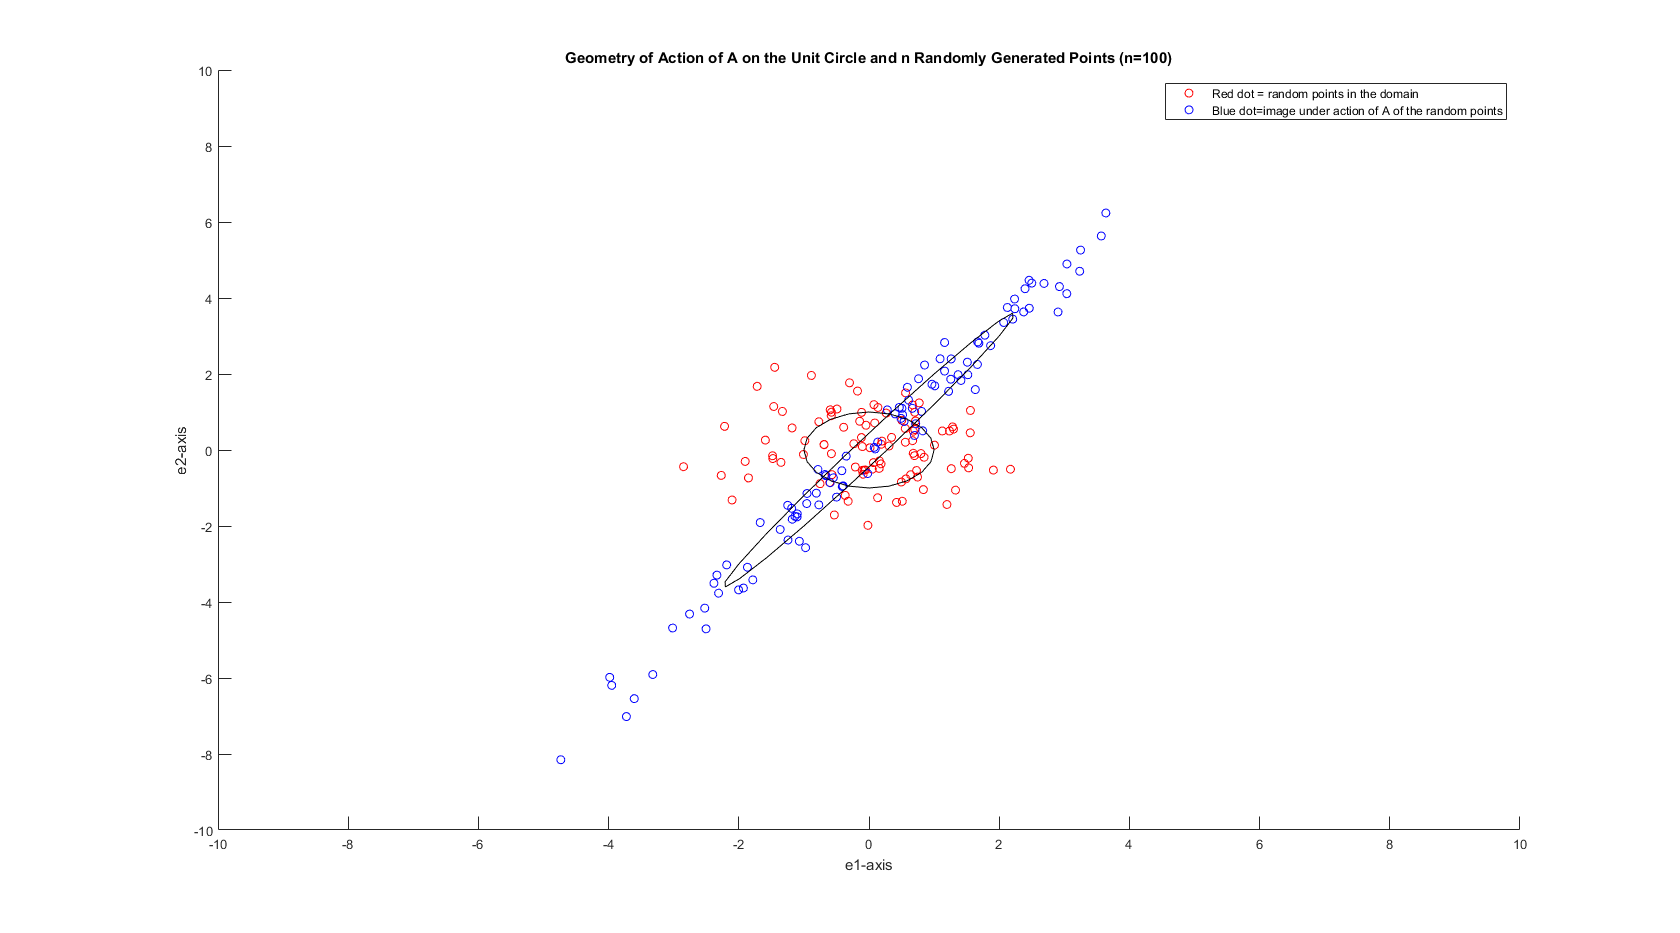 Geometry of Action of A on the Unit Circle and n Randomly Generated Points (n=100)
Red dot = random points in the domain
Blue dot=image under action of A of the random points
10
8
6
4
2
0
-2
-4
-6
-8
-10
e2-axis
-10 -8 -6 -4 -2 0 2 4 6 8 10
e1-axis